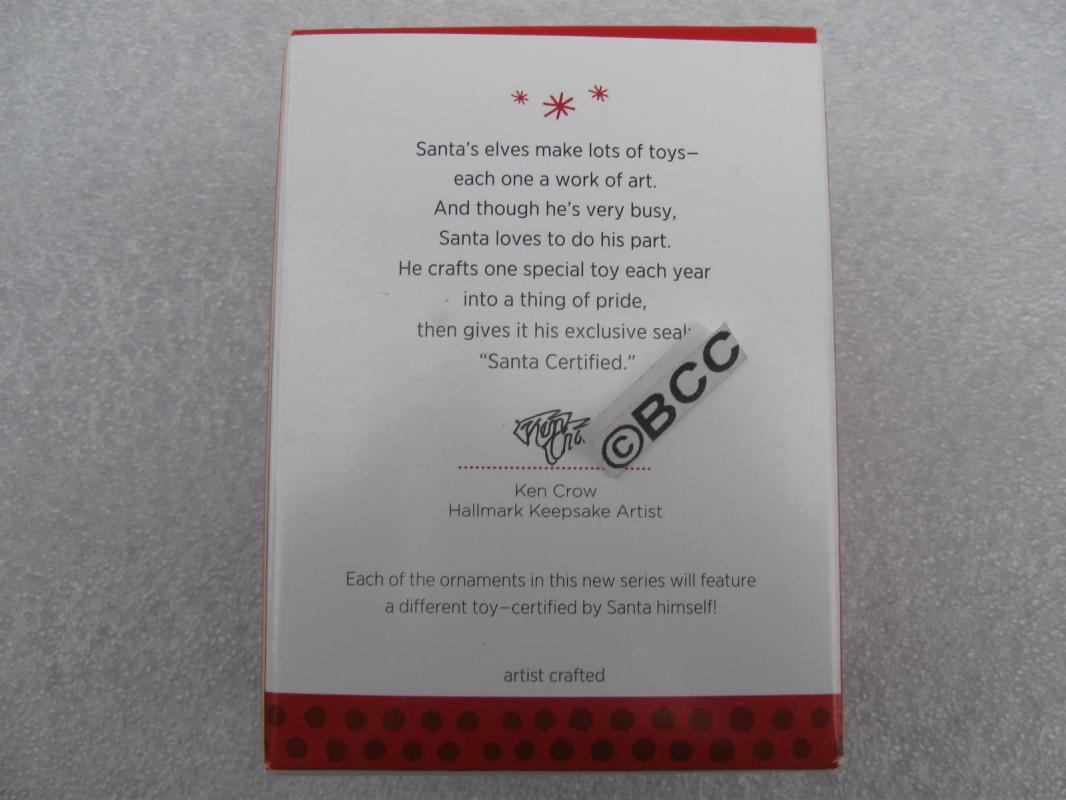 Santa's elves make lots of toys—
each one a work of art.
And though he's very busy,
Santa loves to do his part.
He crafts one special toy each year
into a thing of pride,
then gives it his exclusive seal:
"Santa Certified."
©BCC
Ken Crow
Hallmark Keepsake Artist
Each of the ornaments in this new series will feature
a different toy—certified by Santa himself!
artist crafted